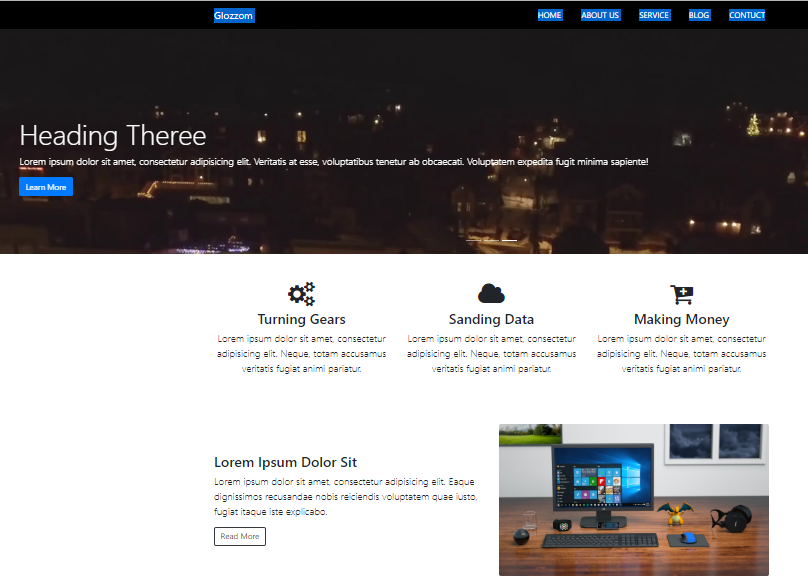 Glozzom HOME ABOUT US SERVICE BLOG CONTUCT
Heading Theree
Lorem ipsum dolor sit amet, consectetur adipisicing elit. Veritatis at esse, voluptatibus tenetur ab obcaecati. Voluptatem expedita fugit minima sapiente!
Learn More
Turning Gears
Lorem ipsum dolor sit amet, consectetur
adipisicing elit. Neque, totam accusamus
veritatis fugiat animi pariatur.
Sanding Data
Lorem ipsum dolor sit amet, consectetur
adipisicing elit. Neque, totam accusamus
veritatis fugiat animi pariatur.
Making Money
Lorem ipsum dolor sit amet, consectetur
adipisicing elit. Neque, totam accusamus
veritatis fugiat animi pariatur.
Lorem Ipsum Dolor Sit
Lorem ipsum dolor sit amet, consectetur adipisicing elit. Eaque
dignissimos recusandae nobis reiciendis voluptatem quae iusto,
fugiat itaque iste explicabo.
Read More